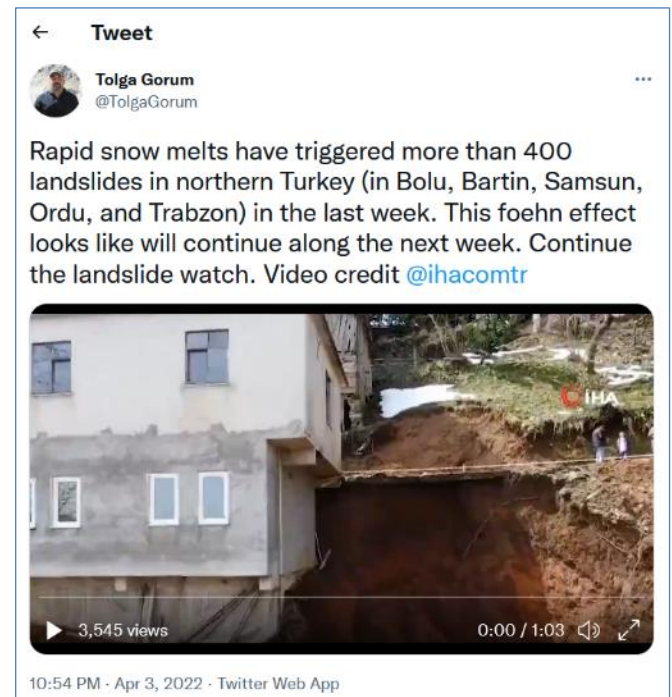 Tweet
Tolga Gorum
@TolgaGorum
Rapid snow melts have triggered more than 400
landslides in northern Turkey (in Bolu, Bartin, Samsun,
Ordu, and Trabzon) in the last week. This foehn effect
looks like will continue along the next week. Continue
the landslide watch. Video credit @ihacomtr
İHA
3,545 views
0:00 / 1:03
10:54 PM · Apr 3, 2022 · Twitter Web App